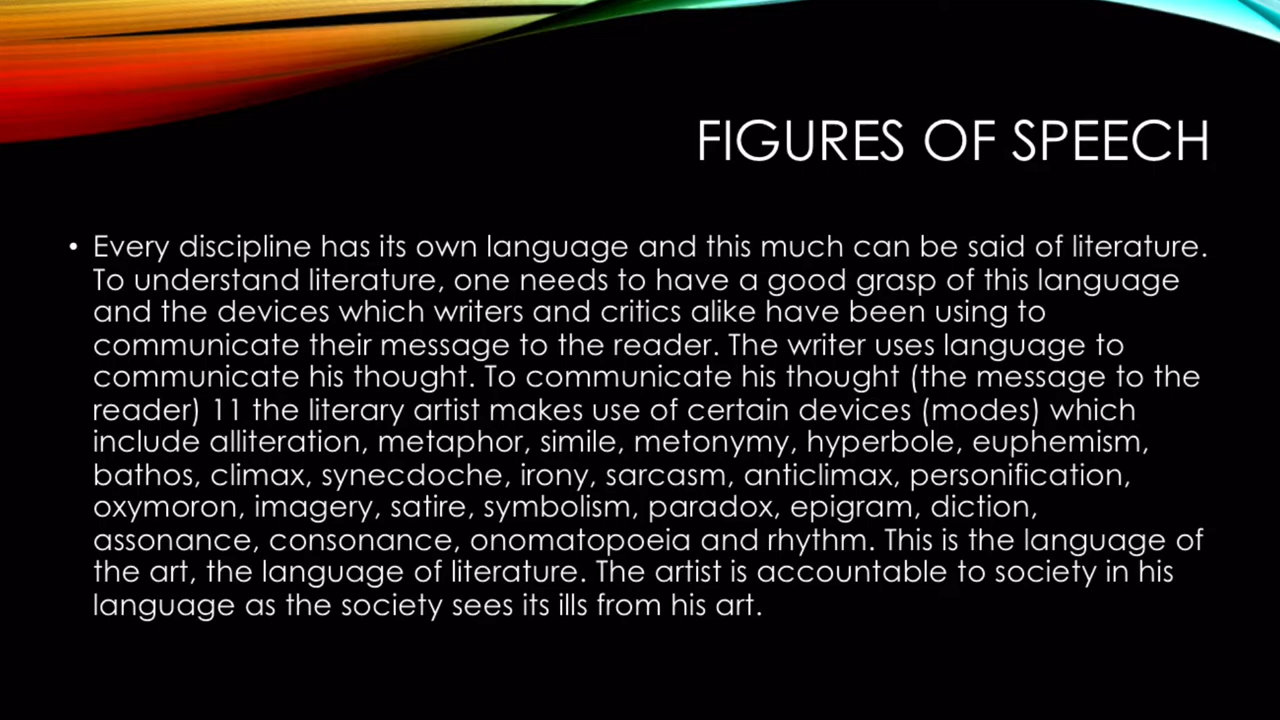 FIGURES OF SPEECH
• Every discipline has its own language and this much can be said of literature.
To understand literature, one needs to have a good grasp of this language
and the devices which writers and critics alike have been using to
communicate their message to the reader. The writer uses language to
communicate his thought. To communicate his thought (the message to the
reader) 11 the literary artist makes use of certain devices (modes) which
include alliteration, metaphor, simile, metonymy, hyperbole, euphemism,
bathos, climax, synecdoche, irony, sarcasm, anticlimax, personification,
oxymoron, imagery, satire, symbolism, paradox, epigram, diction,
assonance, consonance, onomatopoeia and rhythm. This is the language of
the art, the language of literature. The artist is accountable to society in his
language as the society sees its ills from his art.